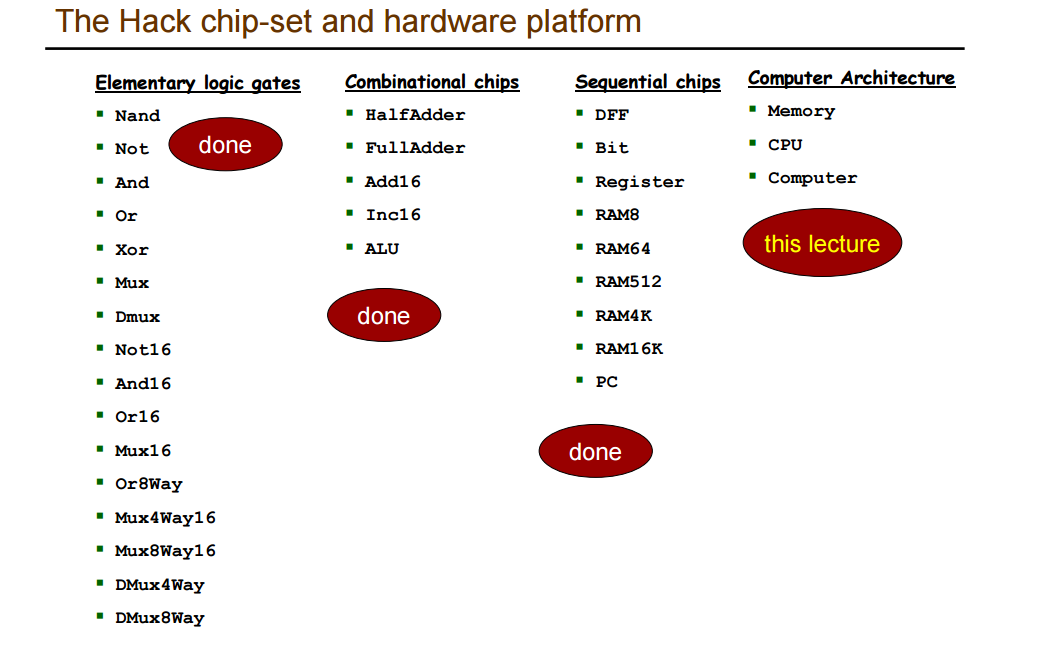 The Hack chip-set and hardware platform
Elementary logic gates
Nand
Not
And
Or
Xor
Mux
Dmux
Not16
And16
Or16
Mux16
Or8Way
Mux4Way16
Mux8Way16
DMux4Way
DMux8Way
done
Combinational chips
HalfAdder
FullAdder
Add16
Inc16
ALU
done
Sequential chips
DFF
Bit
Register
RAM8
RAM64
RAM512
RAM4K
RAM16K
PC
done
Computer Architecture
Memory
CPU
Computer
this lecture